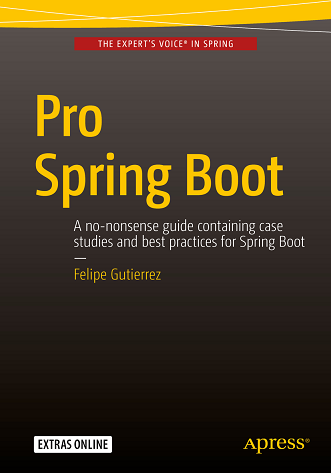 THE EXPERT'S VOICE® IN SPRING
Pro
Spring Boot
A no-nonsense guide containing case
studies and best practices for Spring Boot
—
Felipe Gutierrez
EXTRAS ONLINE
Apress®